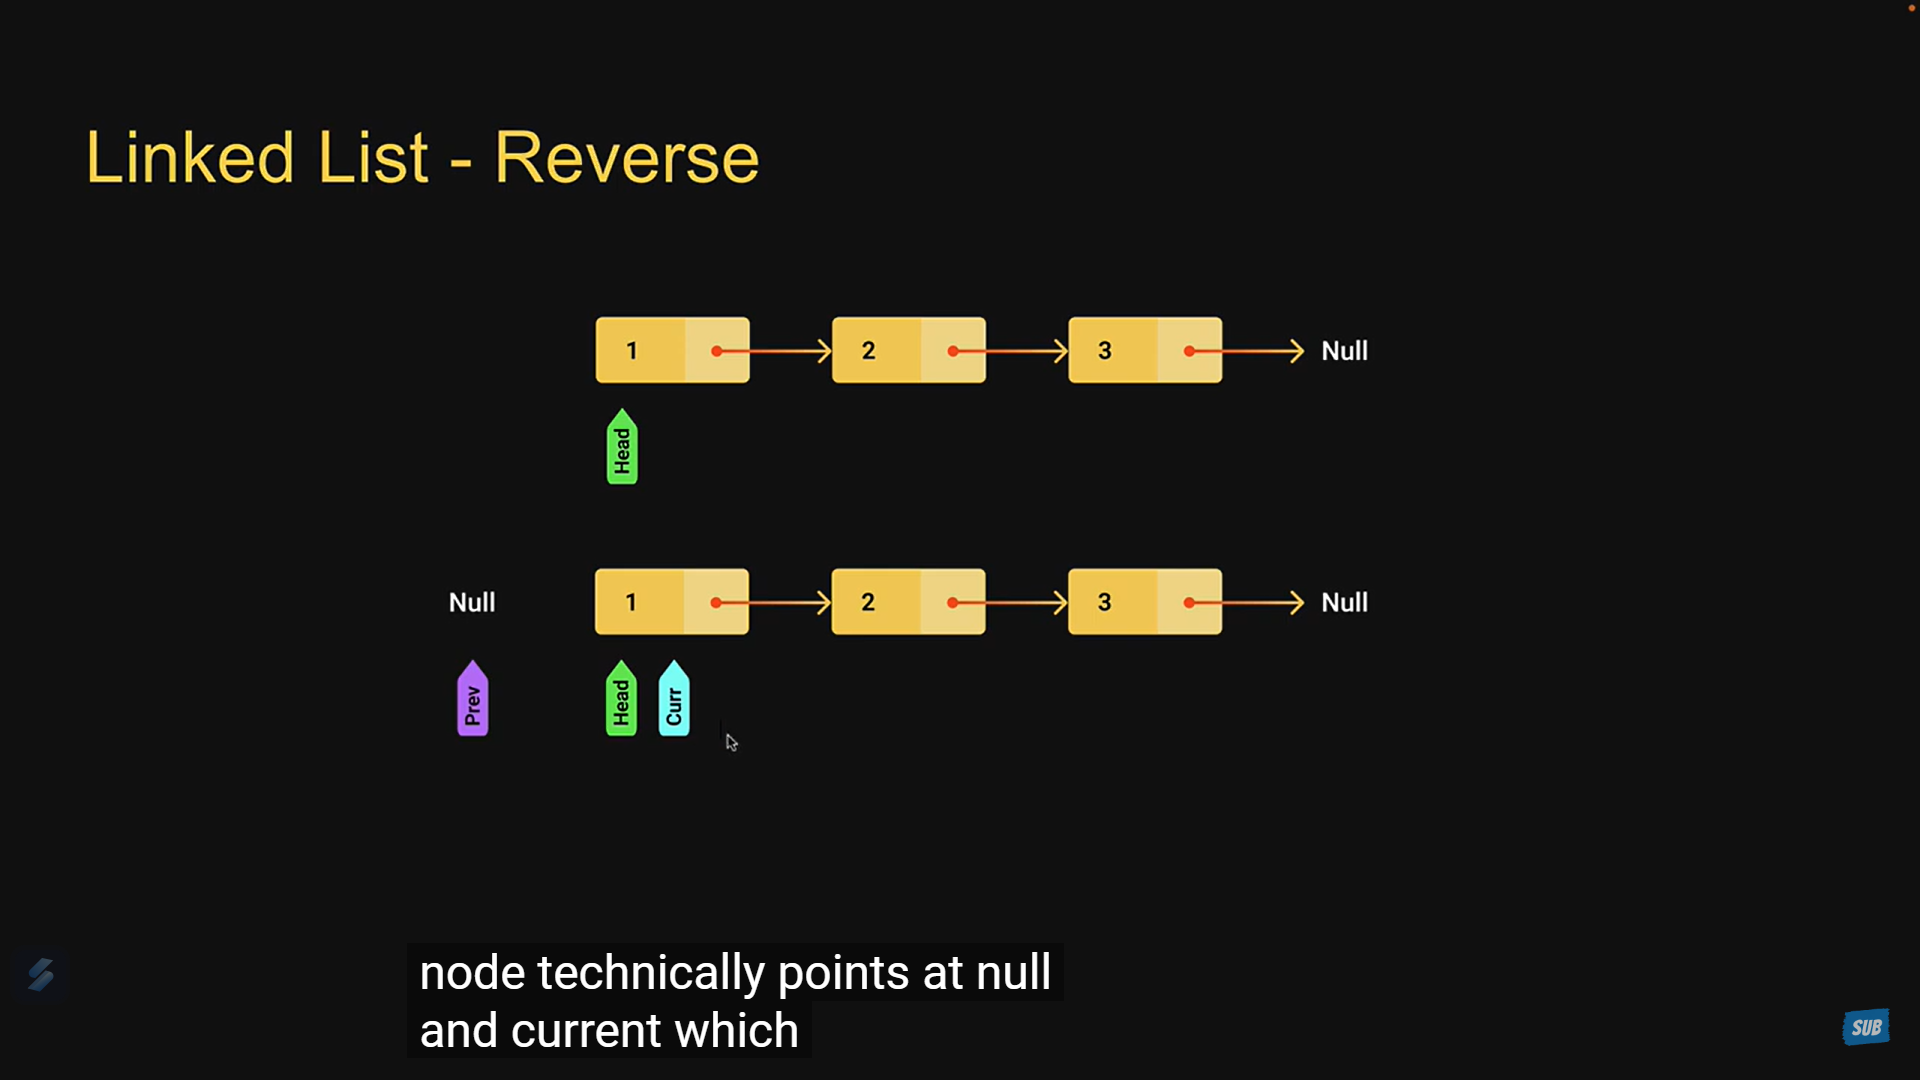 Linked List - Reverse
1 2 3 Null
Head
Null 1 2 3 Null
Prev Head Curr
node technically points at null
and current which
SUB